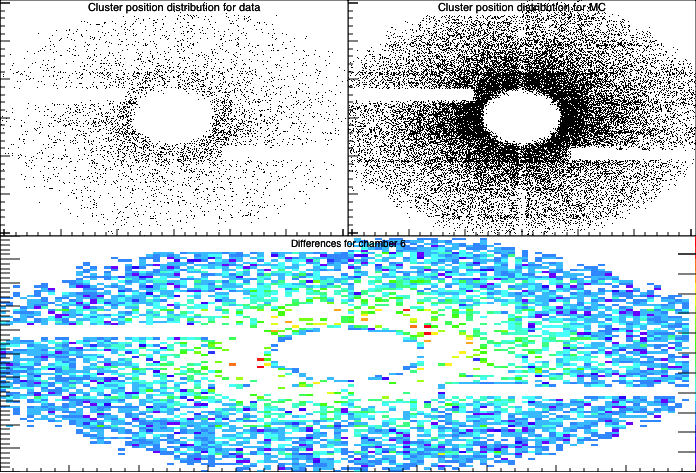 Cluster position distribution for data
Cluster position distribution for MC
Differences for chamber 6